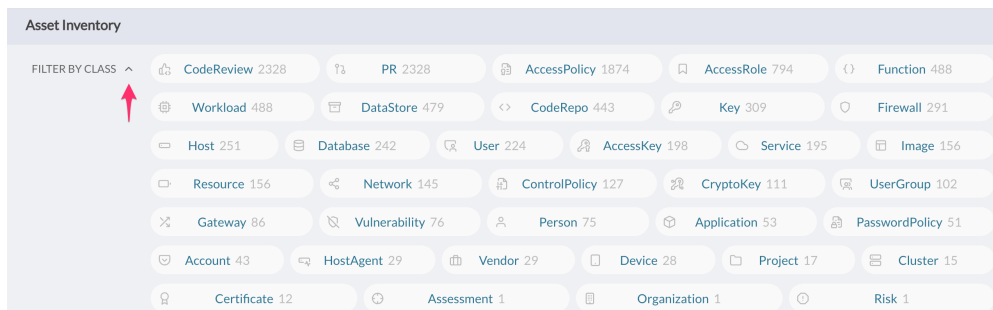 Asset Inventory
FILTER BY CLASS CodeReview 2328 PR 2328 AccessPolicy 1874 AccessRole 794 Function 488
Workload 488 DataStore 479 CodeRepo 443 Key 309 Firewall 291
Host 251 Database 242 User 224 AccessKey 198 Service 195 Image 156
Resource 156 Network 145 ControlPolicy 127 CryptoKey 111 UserGroup 102
Gateway 86 Vulnerability 76 Person 75 Application 53 PasswordPolicy 51
Account 43 HostAgent 29 Vendor 29 Device 28 Project 17 Cluster 15
Certificate 12 Assessment 1 Organization 1 Risk 1